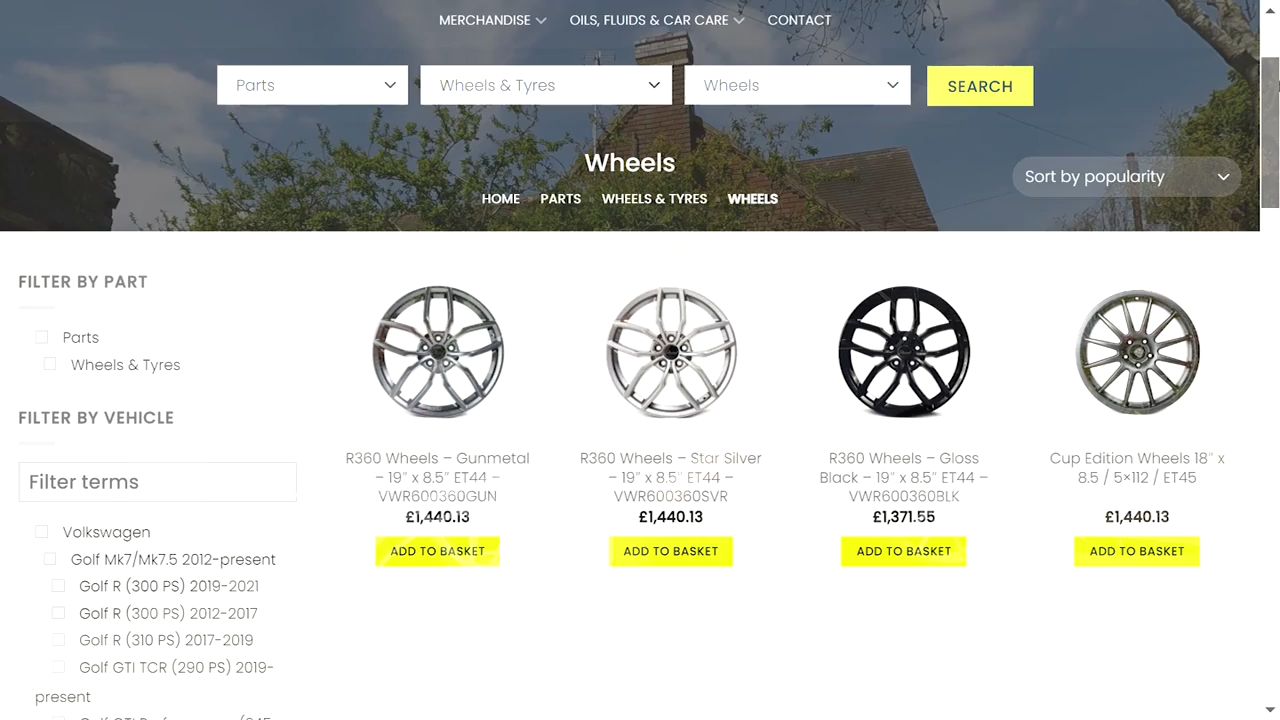 MERCHANDISE OILS, FLUIDS & CAR CARE CONTACT
Parts Wheels & Tyres Wheels SEARCH
Wheels
Sort by popularity
HOME PARTS WHEELS & TYRES WHEELS
FILTER BY PART
Parts
Wheels & Tyres
FILTER BY VEHICLE
Filter terms
Volkswagen
Golf Mk7/Mk7.5 2012-present
Golf R (300 PS) 2019-2021
Golf R (300 PS) 2012-2017
Golf R (310 PS) 2017-2019
Golf GTI TCR (290 PS) 2019-
present
R360 Wheels – Gunmetal
– 19″ x 8.5″ ET44 –
VWR600360GUN
£1,440.13
ADD TO BASKET
R360 Wheels – Star Silver
– 19″ x 8.5″ ET44 –
VWR600360SVR
£1,440.13
ADD TO BASKET
R360 Wheels – Gloss
Black – 19″ x 8.5″ ET44 –
VWR600360BLK
£1,371.55
ADD TO BASKET
Cup Edition Wheels 18″ x
8.5 / 5×112 / ET45
£1,440.13
ADD TO BASKET